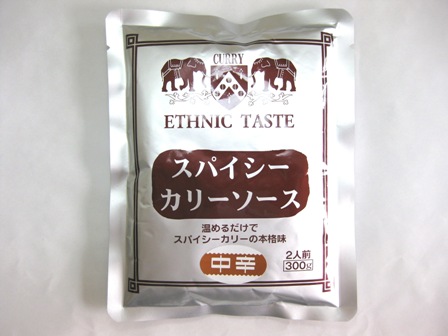 CURRY
ETHNIC TASTE
スパイシー
カリーソース
温めるだけで
スパイシーカリーの本格味
中辛
2人前
300g